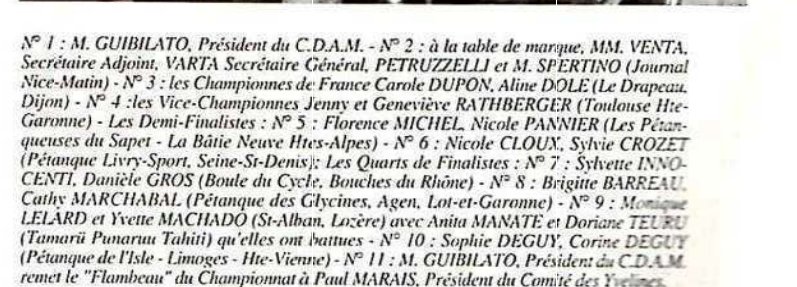 N° 1 : M. GUIBILATO, Président du C.D.A.M. - N° 2 : à la table de marque, MM. VENTA,
Secrétaire Adjoint, VARTA Secrétaire Général, PETRUZZELLI et M. SPERTINO (Journal
Nice-Matin) - N° 3 : les Championnes de France Carole DUPON, Aline DOLE (Le Drapeau,
Dijon) - N° 4 :les Vice-Championnes Jenny et Geneviève RATHBERGER (Toulouse Hte-
Garonne) - Les Demi-Finalistes : N° 5 : Florence MICHEL, Nicole PANNIER (Les Pétan-
queuses du Sapet - La Bâtie Neuve Htes-Alpes) - N° 6 : Nicole CLOUX, Sylvie CROZET
(Pétanque Livry-Sport, Seine-St-Denis); Les Quarts de Finalistes : N° 7 : Sylvette INNO-
CENTI, Danièle GROS (Boule du Cycle, Bouches du Rhône) - N° 8 : Brigitte BARREAU,
Cathy MARCHABAL (Pétanque des Glycines, Agen, Lot-et-Garonne) - N° 9 : Monique
LELARD et Yvette MACHADO (St-Alban, Lozère) avec Anita MANATE et Doriane TEURU
(Tamarii Punaruu Tahiti) qu'elles ont battues - N° 10 : Sophie DEGUY, Corine DEGUY
(Pétanque de l'Isle - Limoges - Hte-Vienne) - N° 11 : M. GUIBILATO, Président du C.D.A.M.
remet le "Flambeau" du Championnat à Paul MARAIS, Président du Comité des Yvelines.